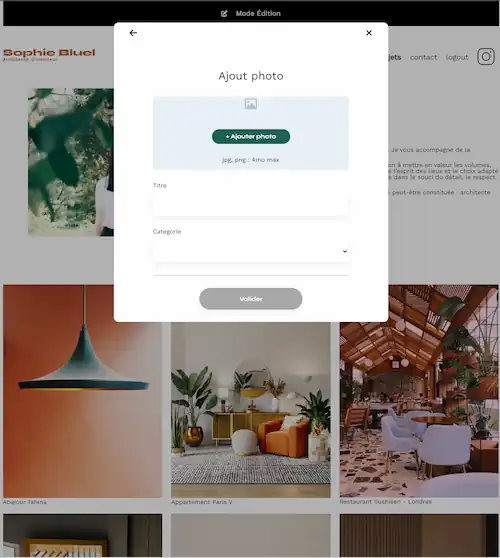 Mode Édition
Sophie Bluel
Architecte d'intérieur
jets contact logout
Ajout photo
+ Ajouter photo
jpg, png : 4mo max
Titre
Categorie
Valider
. Je vous accompagne de la
on à mettre en valeur les volumes,
e l'esprit des lieux et le choix adapté
e dans le souci du détail, le respect
peut-être constituée : architecte
Abajour Tahina
Appartement Paris V
Restaurant Sushisen - Londres